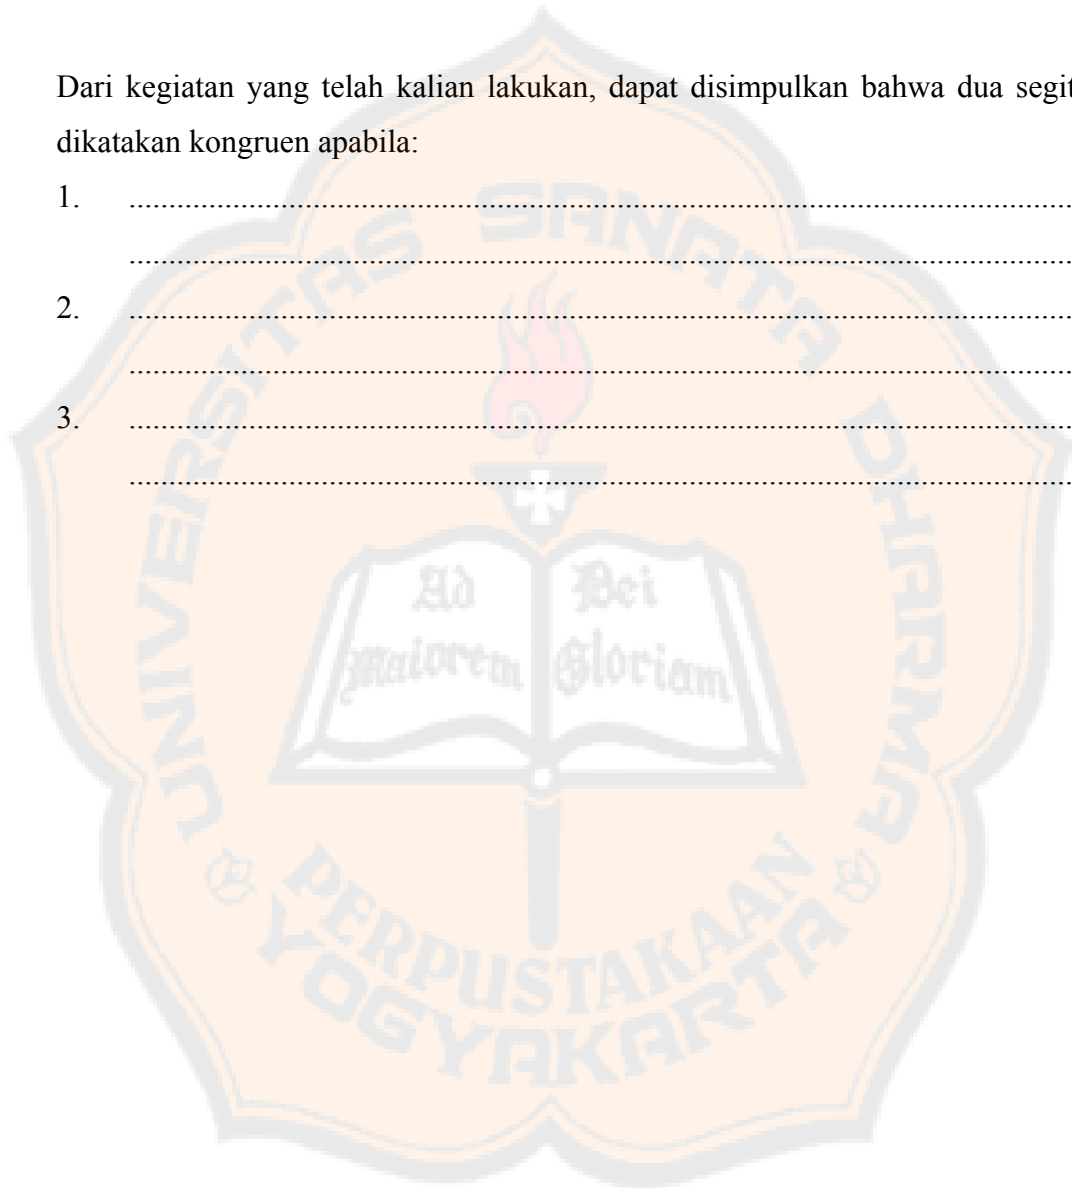 Dari kegiatan yang telah kalian lakukan, dapat disimpulkan bahwa dua segit
dikatakan kongruen apabila:
1. ........................................................................................................................
........................................................................................................................
2. ........................................................................................................................
........................................................................................................................
3. ........................................................................................................................
........................................................................................................................
UNIVERSITAS SANATA DHARMA
Ad Dei
maiorem Gloriam
PERPUSTAKAAN
YOGYAKARTA